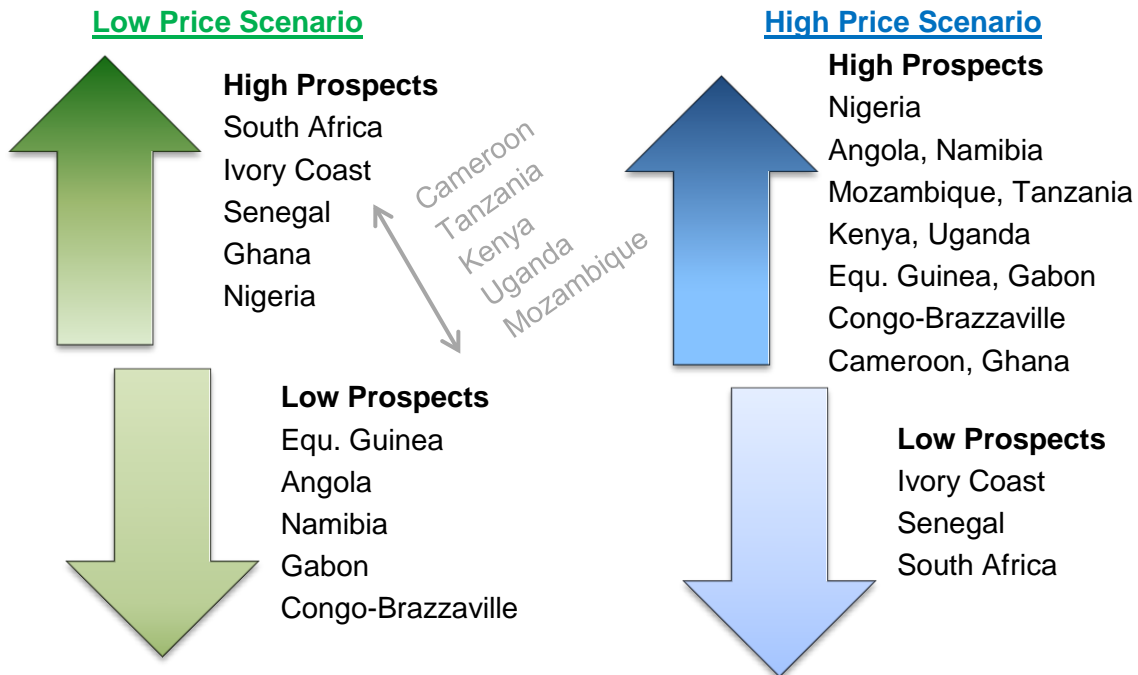 Low Price Scenario
High Prospects
South Africa
Ivory Coast
Senegal
Ghana
Nigeria
Cameroon
Tanzania
Kenya
Uganda
Mozambique
Low Prospects
Equ. Guinea
Angola
Namibia
Gabon
Congo-Brazzaville
High Price Scenario
High Prospects
Nigeria
Angola, Namibia
Mozambique, Tanzania
Kenya, Uganda
Equ. Guinea, Gabon
Congo-Brazzaville
Cameroon, Ghana
Low Prospects
Ivory Coast
Senegal
South Africa